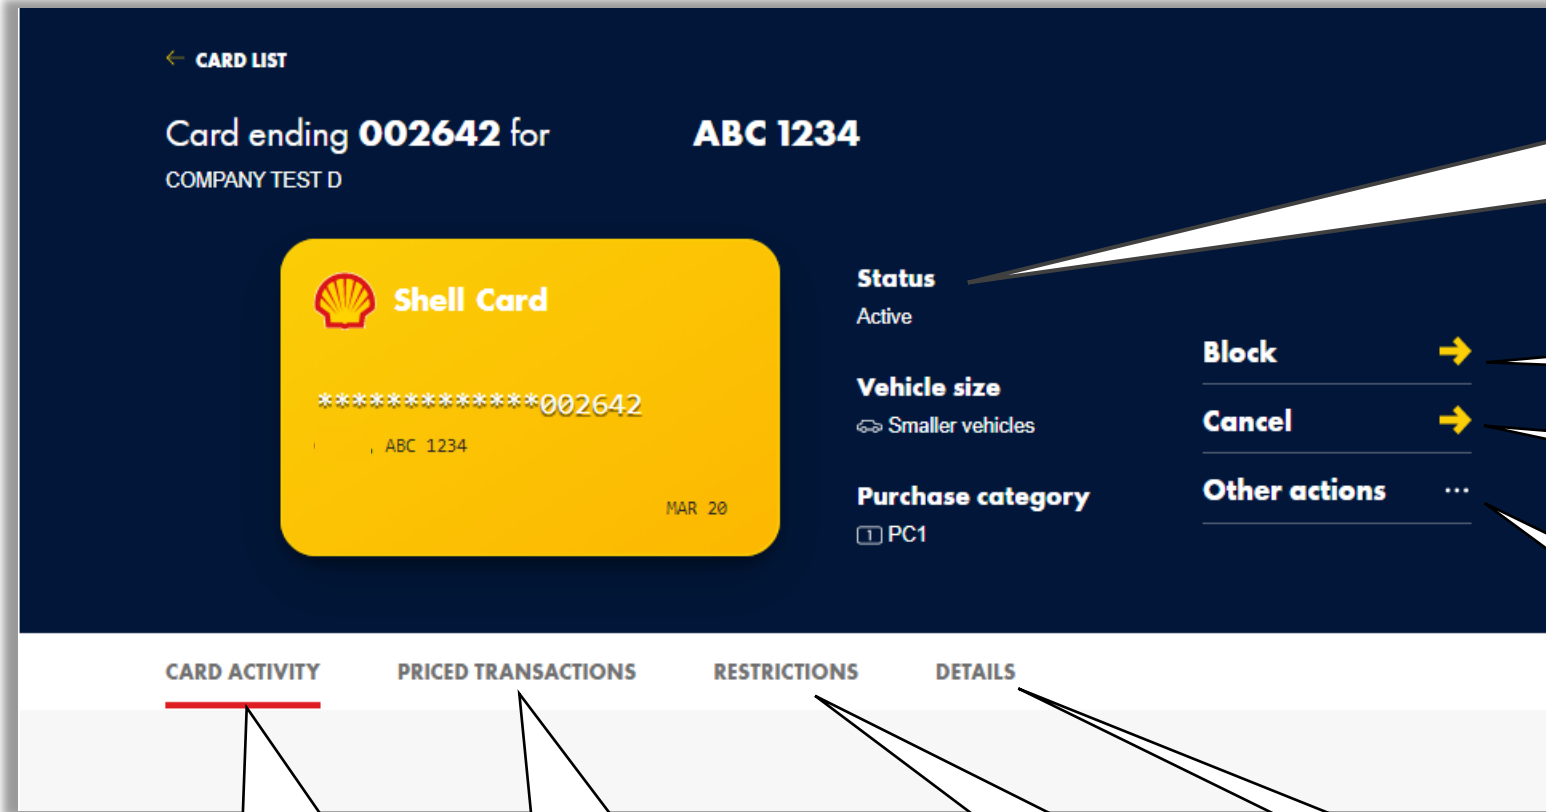 ← CARD LIST
Card ending 002642 for ABC 1234
COMPANY TEST D
Shell Card
*************002642
, ABC 1234
MAR 20
Status
Active
Vehicle size
Smaller vehicles
Purchase category
1 PC1
Block →
Cancel →
Other actions ...
CARD ACTIVITY PRICED TRANSACTIONS RESTRICTIONS DETAILS